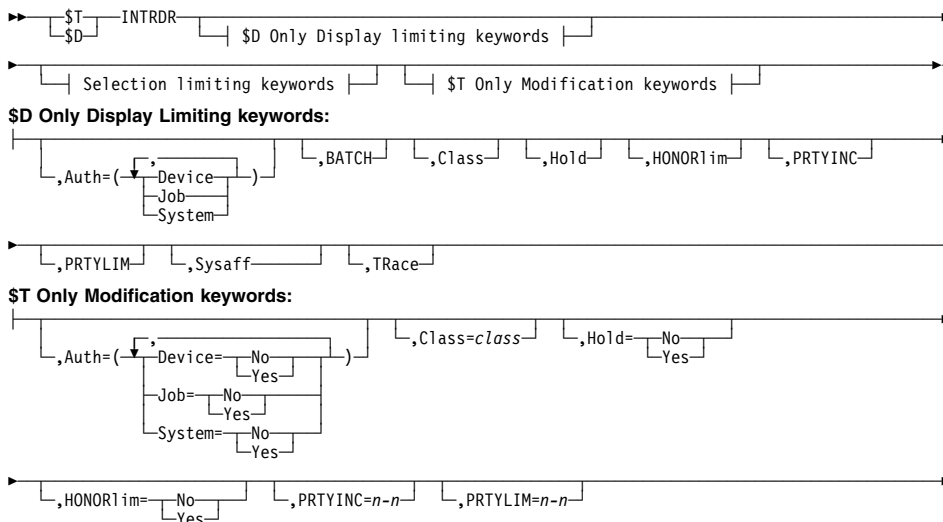 $T INTRDR
$D $D Only Display limiting keywords
Selection limiting keywords $T Only Modification keywords
$D Only Display Limiting keywords:
, ,BATCH ,Class ,Hold ,HONORlim ,PRTYINC
,Auth=( Device )
Job
System
,PRTYLIM ,Sysaff ,TRace
$T Only Modification keywords:
, ,Class=class ,Hold= No
,Auth=( Device= No ) Yes
Yes
Job= No
Yes
System= No
Yes
,HONORlim= No ,PRTYINC=n-n ,PRTYLIM=n-n
Yes